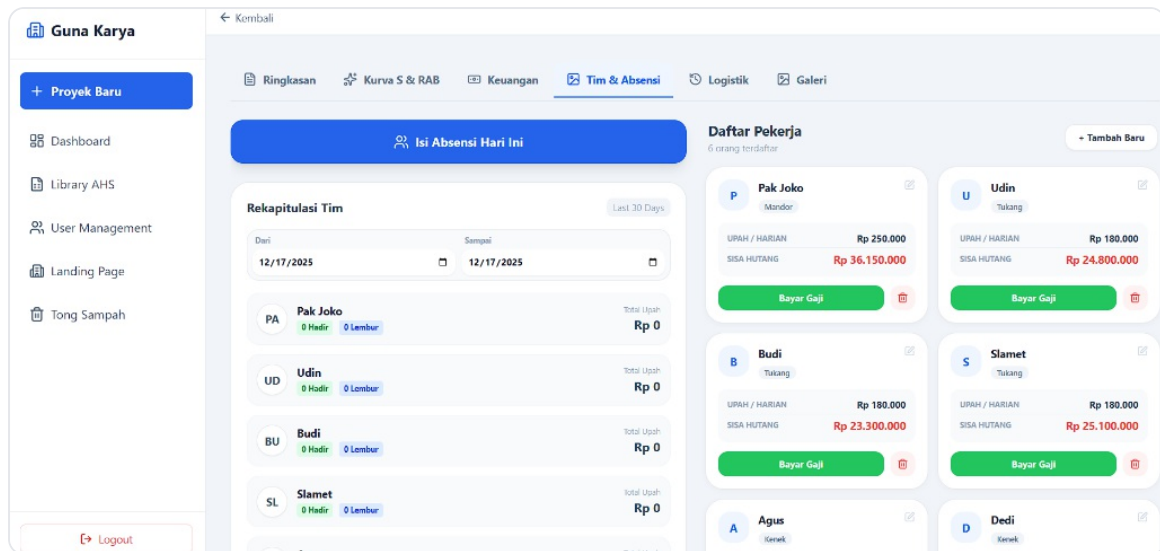 Guna Karya
+ Proyek Baru
Dashboard
Library AHS
User Management
Landing Page
Tong Sampah
Logout
← Kembali
Ringkasan
Kurva S & RAB
Keuangan
Tim & Absensi
Logistik
Galeri
Isi Absensi Hari Ini
Rekapitulasi Tim
Last 30 Days
Dari
Sampai
12/17/2025
12/17/2025
PA
Pak Joko
0 Hadir 0 Lembur
Total Upah
Rp 0
UD
Udin
0 Hadir 0 Lembur
Total Upah
Rp 0
BU
Budi
0 Hadir 0 Lembur
Total Upah
Rp 0
SL
Slamet
0 Hadir 0 Lembur
Total Upah
Rp 0
Daftar Pekerja
6 orang terdaftar
+ Tambah Baru
P
Pak Joko
Mandor
UPAH / HARIAN Rp 250.000
SISA HUTANG Rp 36.150.000
Bayar Gaji
U
Udin
Tukang
UPAH / HARIAN Rp 180.000
SISA HUTANG Rp 24.800.000
Bayar Gaji
B
Budi
Tukang
UPAH / HARIAN Rp 180.000
SISA HUTANG Rp 23.300.000
Bayar Gaji
S
Slamet
Tukang
UPAH / HARIAN Rp 180.000
SISA HUTANG Rp 25.100.000
Bayar Gaji
A
Agus
Kenek
D
Dedi
Kenek